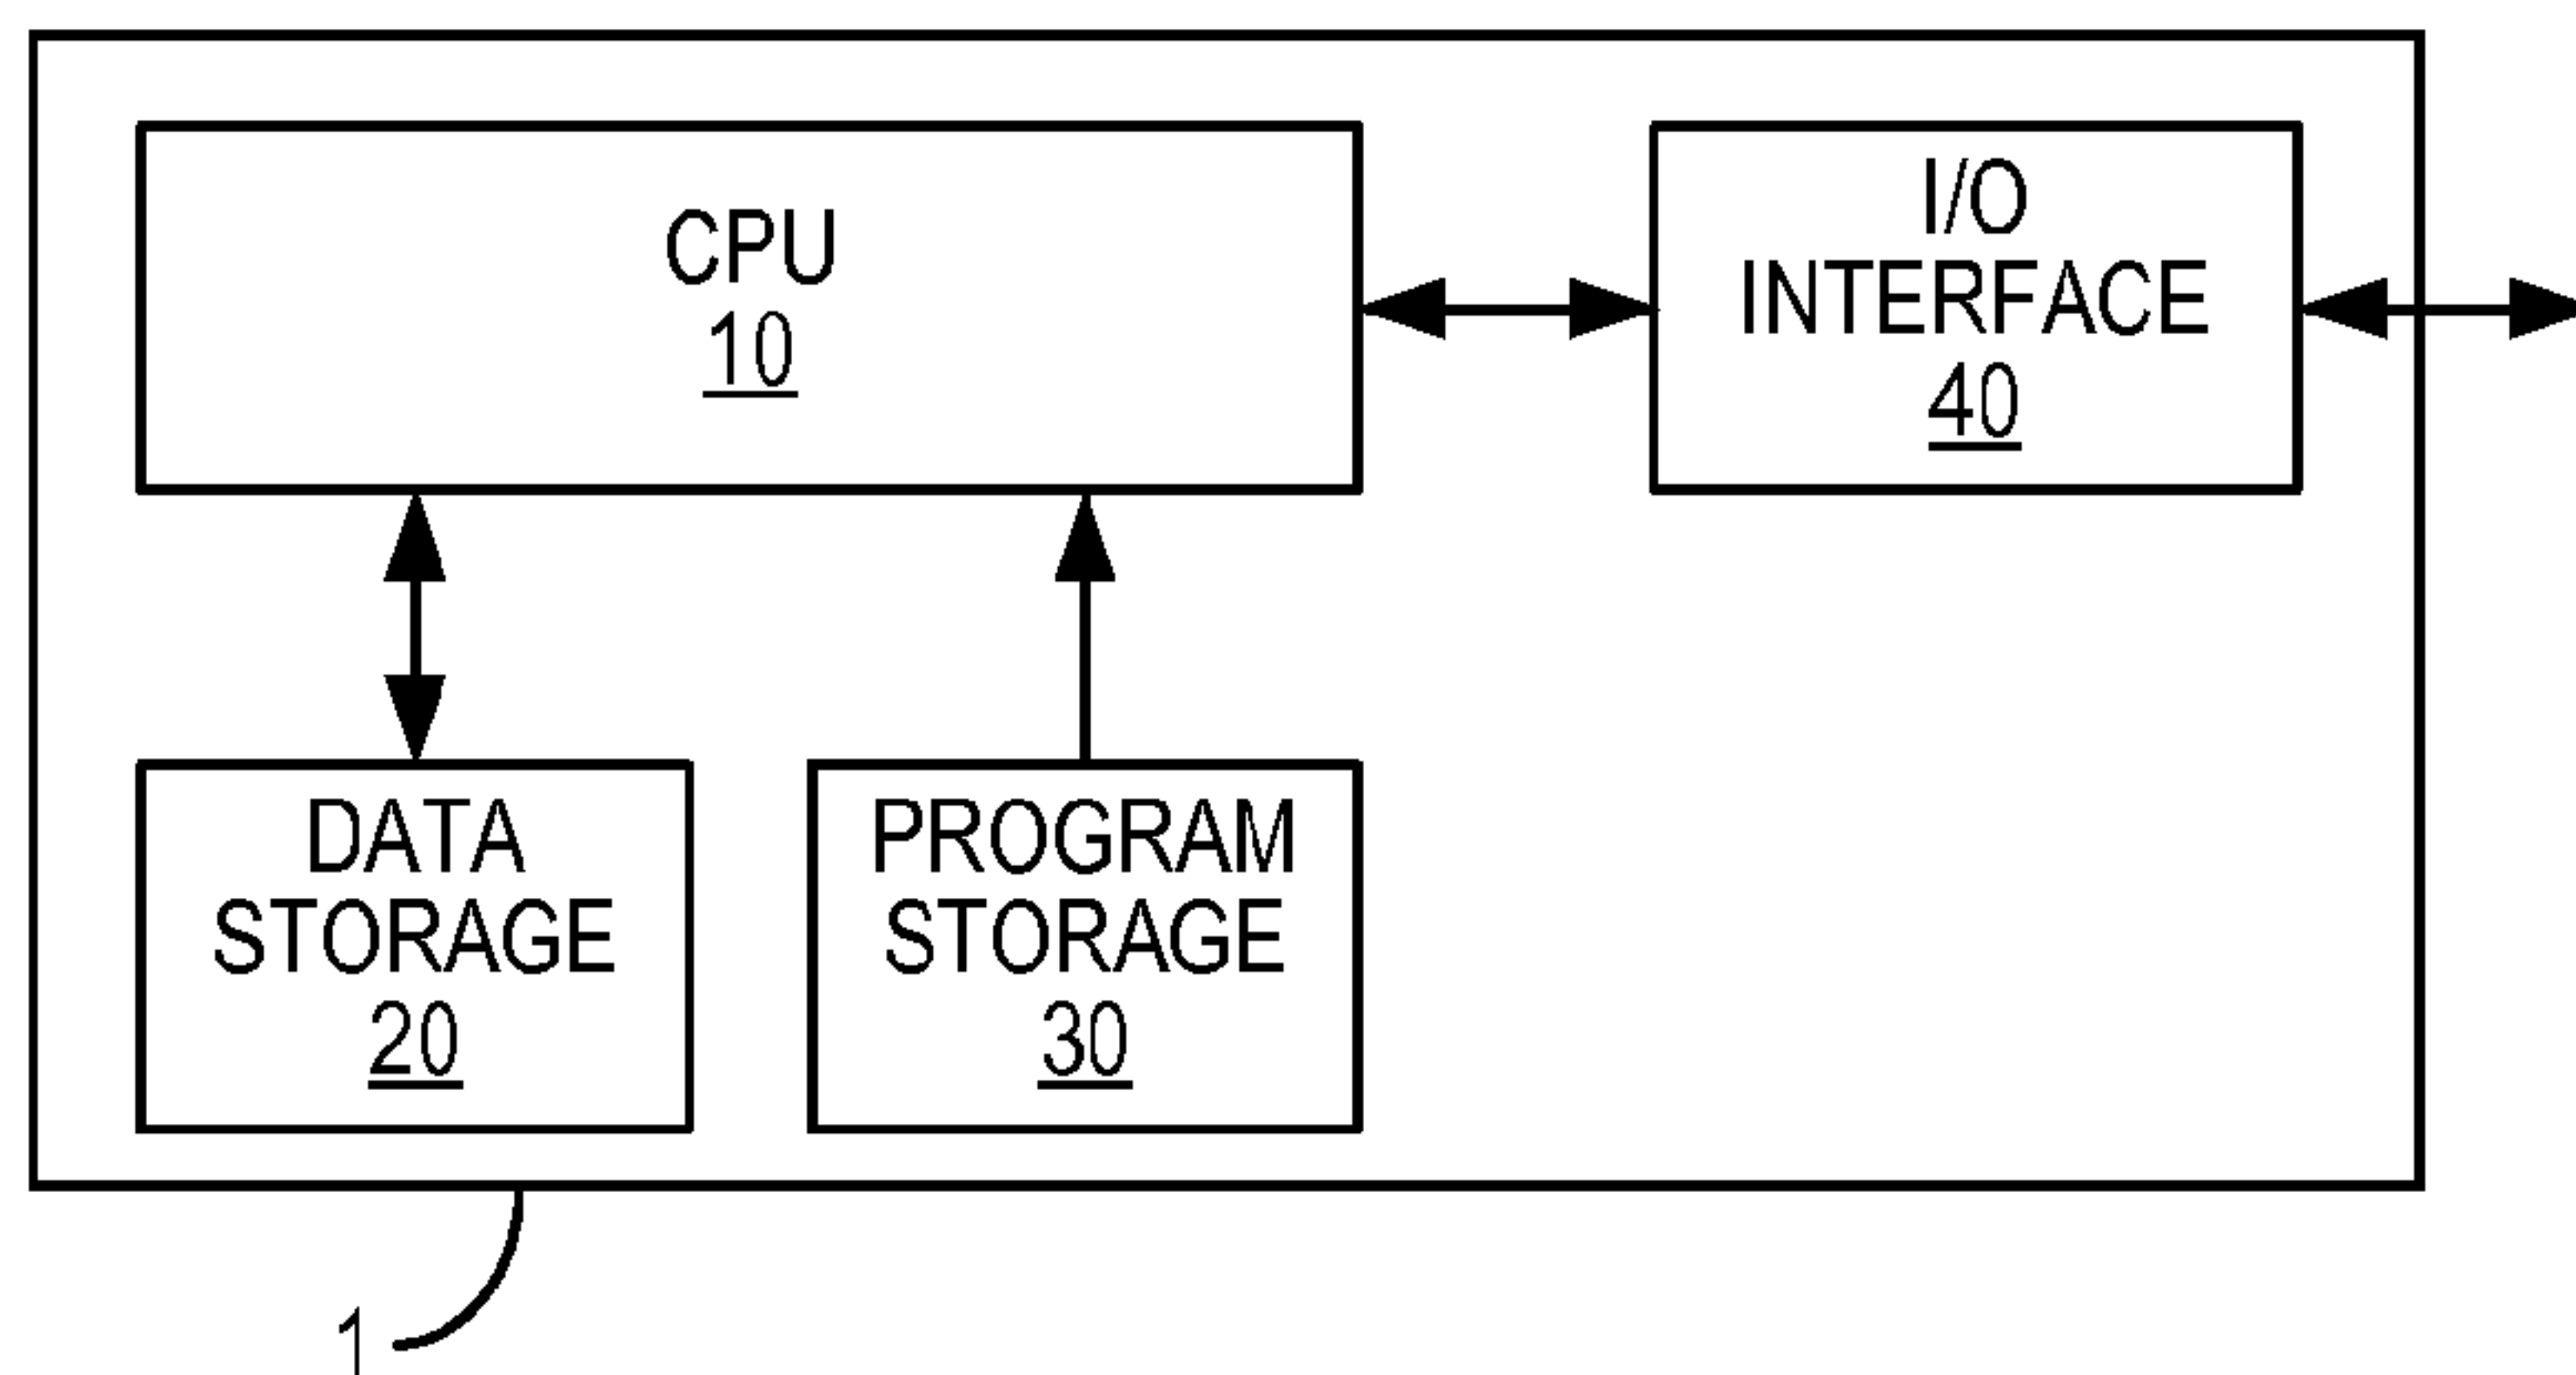 CPU
10
I/O
INTERFACE
40
DATA
STORAGE
20
PROGRAM
STORAGE
30
1